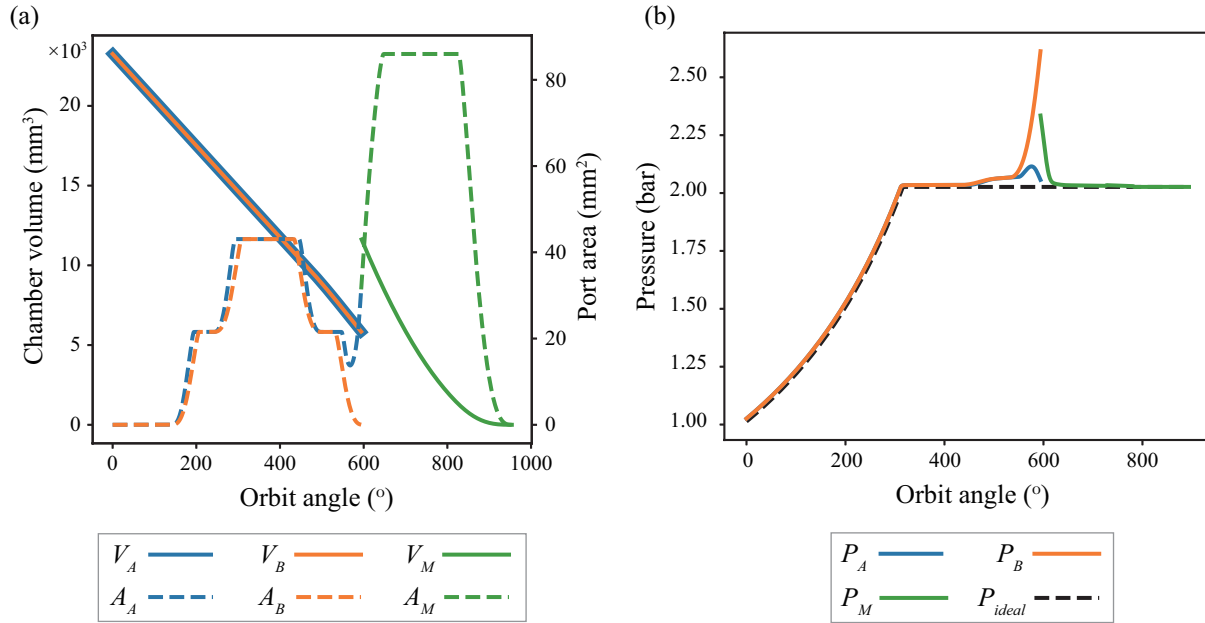 (a)
×10³
Chamber volume (mm³)
20
15
10
5
0
80
60
40
20
0
Port area (mm²)
0 200 400 600 800 1000
Orbit angle (°)
V_A V_B V_M
A_A A_B A_M
(b)
Pressure (bar)
2.50
2.25
2.00
1.75
1.50
1.25
1.00
0 200 400 600 800
Orbit angle (°)
P_A P_B
P_M P_ideal